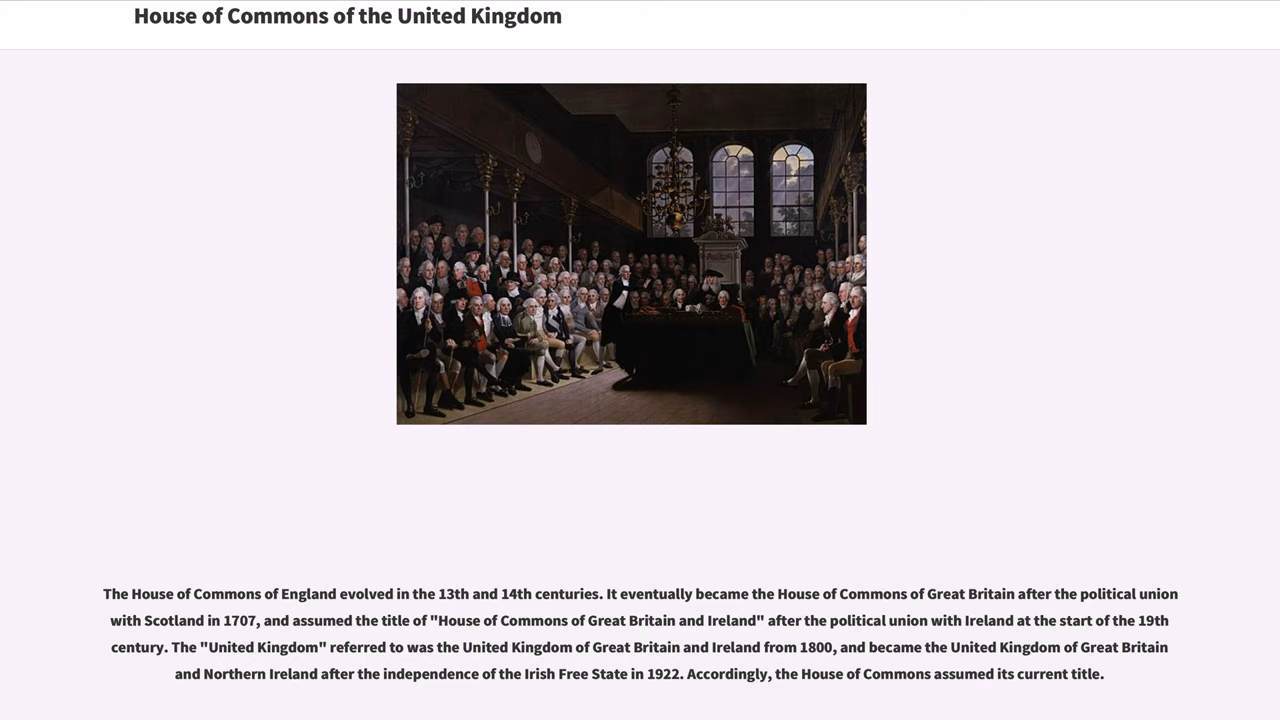 House of Commons of the United Kingdom
The House of Commons of England evolved in the 13th and 14th centuries. It eventually became the House of Commons of Great Britain after the political union
with Scotland in 1707, and assumed the title of "House of Commons of Great Britain and Ireland" after the political union with Ireland at the start of the 19th
century. The "United Kingdom" referred to was the United Kingdom of Great Britain and Ireland from 1800, and became the United Kingdom of Great Britain
and Northern Ireland after the independence of the Irish Free State in 1922. Accordingly, the House of Commons assumed its current title.